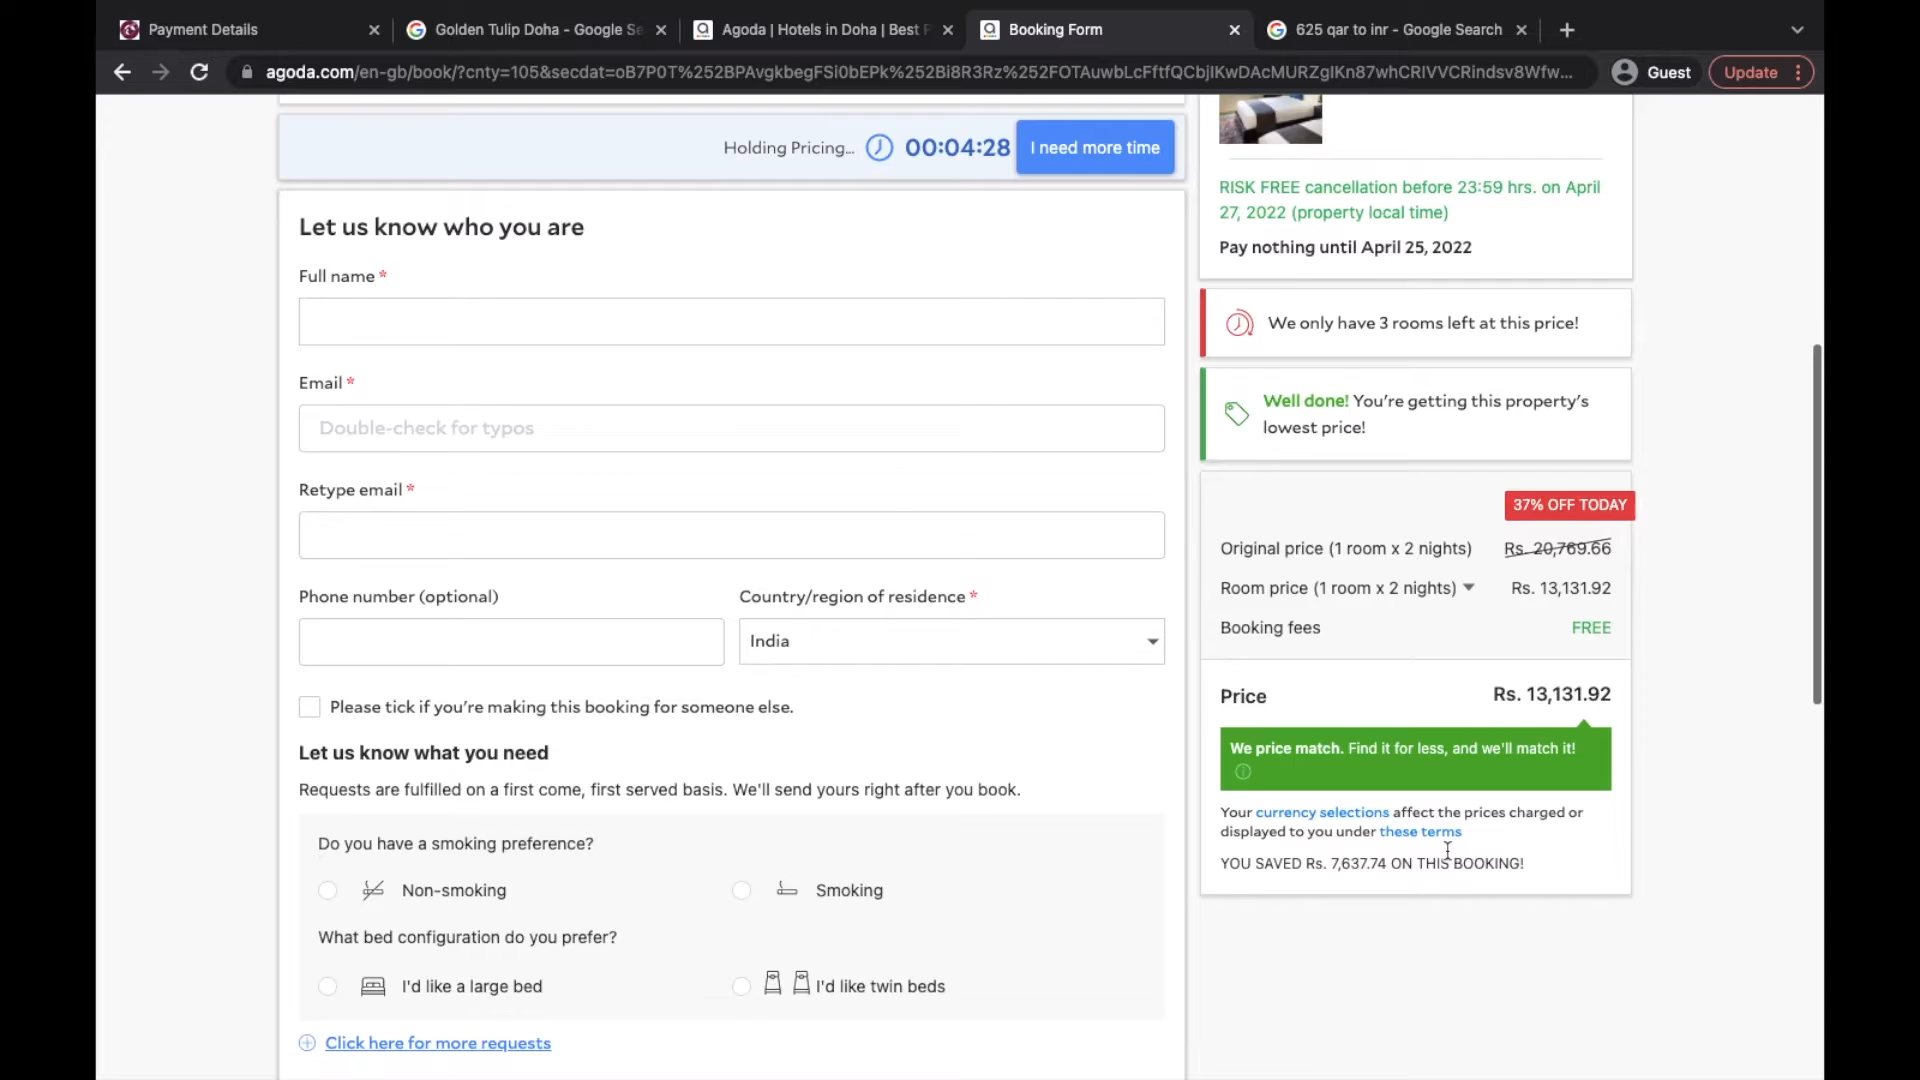 Payment Details
Golden Tulip Doha - Google Se
Agoda | Hotels in Doha | Best P
Booking Form
625 qar to inr - Google Search
agoda.com/en-gb/book/?cnty=105&secdat=oB7P0T%252BPAvgkbegFSi0bEPk%252Bi8R3Rz%252FOTAuwbLcFftfQCbjIKwDAcMURZgIKn87whCRIVVCRindsv8Wfw...
Guest
Update
Holding Pricing...
00:04:28
I need more time
Let us know who you are
Full name *
Email *
Double-check for typos
Retype email *
Phone number (optional)
Country/region of residence *
India
Please tick if you're making this booking for someone else.
Let us know what you need
Requests are fulfilled on a first come, first served basis. We'll send yours right after you book.
Do you have a smoking preference?
Non-smoking
Smoking
What bed configuration do you prefer?
I'd like a large bed
I'd like twin beds
Click here for more requests
RISK FREE cancellation before 23:59 hrs. on April
27, 2022 (property local time)
Pay nothing until April 25, 2022
We only have 3 rooms left at this price!
Well done! You're getting this property's
lowest price!
37% OFF TODAY
Original price (1 room x 2 nights) Rs. 20,769.66
Room price (1 room x 2 nights) Rs. 13,131.92
Booking fees FREE
Price Rs. 13,131.92
We price match. Find it for less, and we'll match it!
Your currency selections affect the prices charged or
displayed to you under these terms
YOU SAVED Rs. 7,637.74 ON THIS BOOKING!